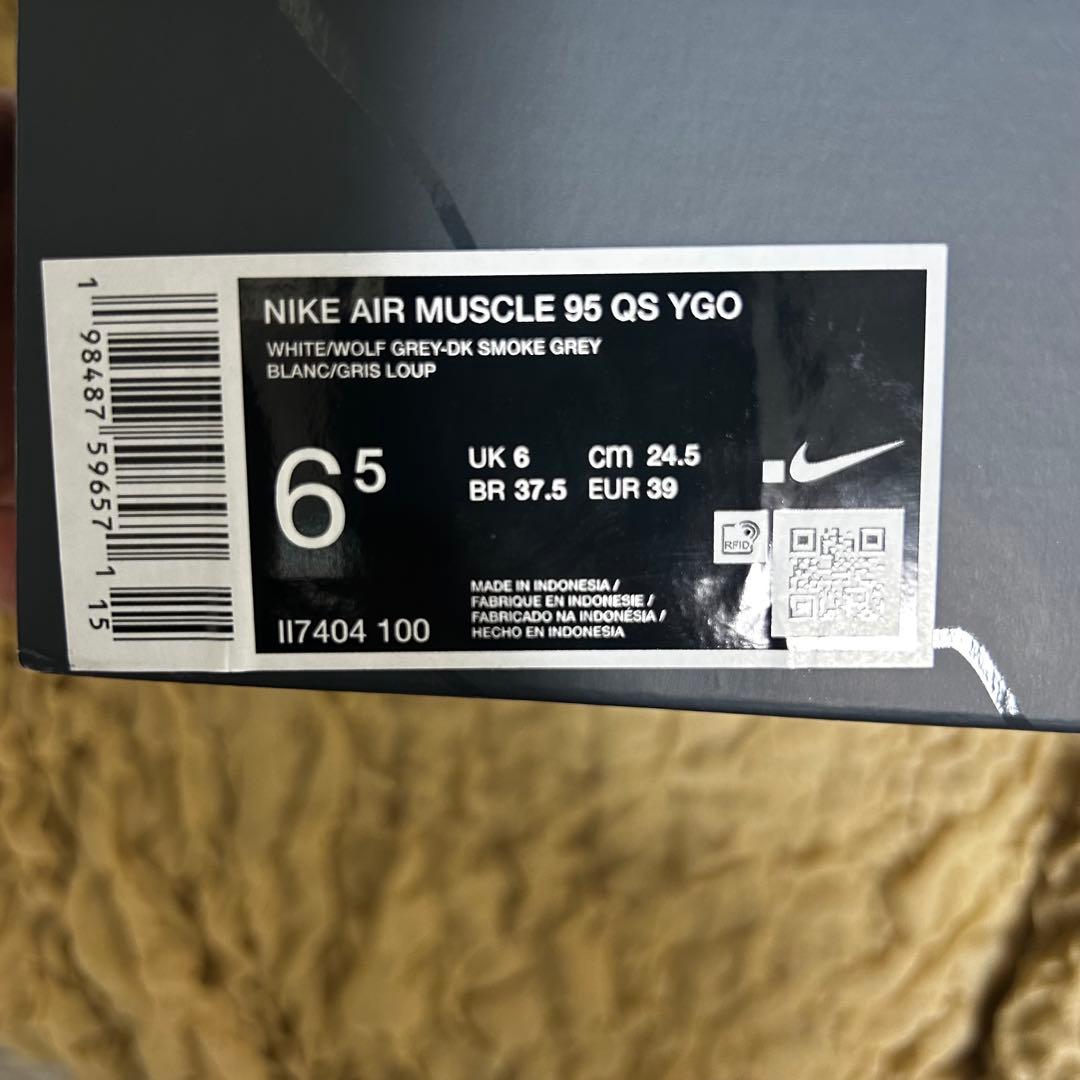 NIKE AIR MUSCLE 95 QS YGO
WHITE/WOLF GREY-DK SMOKE GREY
BLANC/GRIS LOUP
6 5
UK 6 cm 24.5
BR 37.5 EUR 39
RFID
MADE IN INDONESIA /
FABRIQUE EN INDONESIE /
FABRICADO NA INDONÉSIA /
HECHO EN INDONESIA
II7404 100
1 98487 59657 1 15